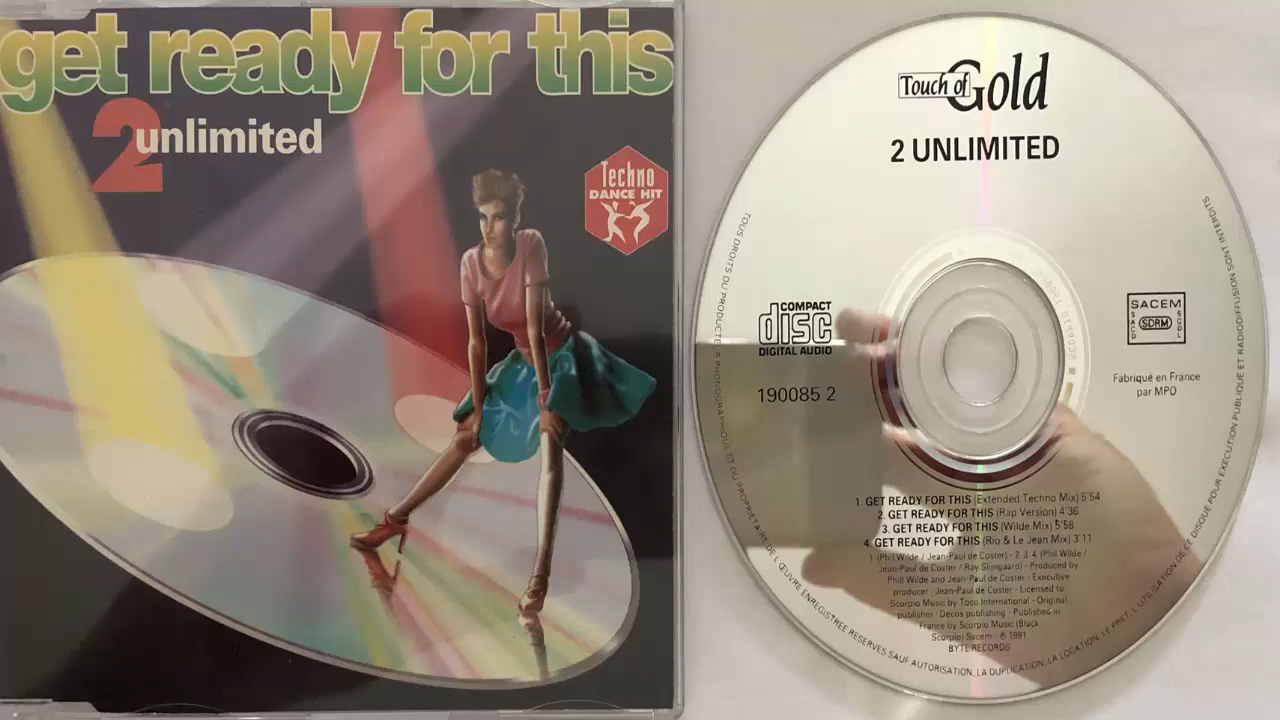 get ready for this
2 unlimited
Techno
DANCE HIT
Touch of Gold
2 UNLIMITED
COMPACT
disc
DIGITAL AUDIO
190085 2
SACEM
SACD
SDRM
SCDL
Fabriqué en France
par MPO
1. GET READY FOR THIS (Extended Techno Mix) 5'54
2. GET READY FOR THIS (Rap Version) 4'36
3. GET READY FOR THIS (Wilde Mix) 5'58
4. GET READY FOR THIS (Rio & Le Jean Mix) 3'11
1. (Phil Wilde / Jean-Paul de Coster) - 2. 3. 4. (Phil Wilde /
Jean-Paul de Coster / Ray Slijngaard) - Produced by
Phil Wilde and Jean-Paul de Coster - Executive
producer : Jean-Paul de Coster - Licensed to
Scorpio Music by Toco International - Original
publisher : Decos publishing - Published in
France by Scorpio Music (Black
Scorpio) Sacem - ℗ 1991
BYTE RECORDS
TOUS DROITS DU PRODUCTEUR PHONOGRAPHIQUE ET DU PROPRIETAIRE DE L'ŒUVRE ENREGISTREE RESERVES SAUF AUTORISATION, LA DUPLICATION, LA LOCATION, LE PRET, L'UTILISATION DE CE DISQUE POUR EXECUTION PUBLIQUE ET RADIODIFFUSION SONT INTERDITS